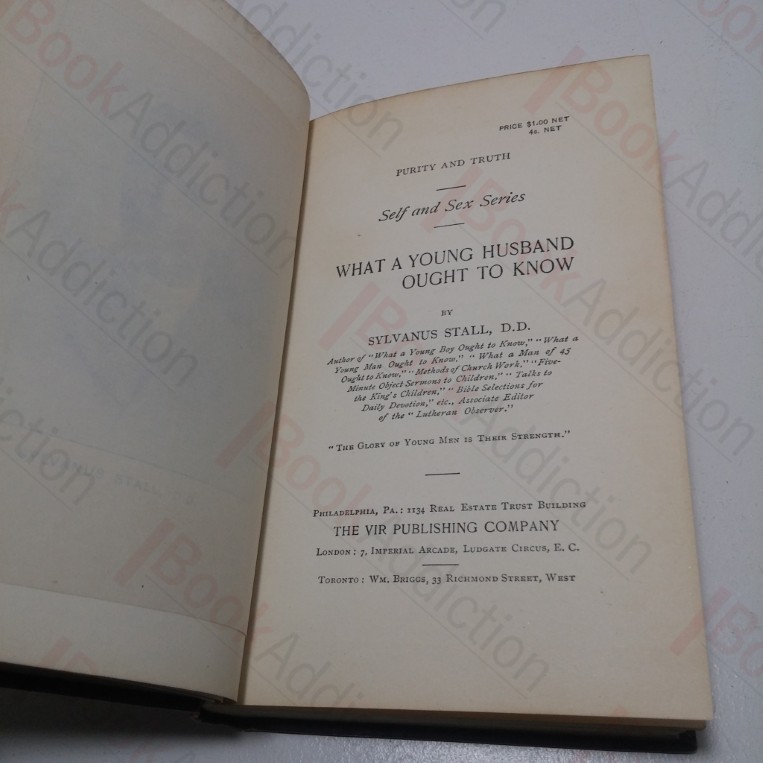 PRICE $1.00 NET
4s. NET
PURITY AND TRUTH
Self and Sex Series
WHAT A YOUNG HUSBAND
OUGHT TO KNOW
BY
SYLVANUS STALL, D.D.
Author of "What a Young Boy Ought to Know," "What a
Young Man Ought to Know," "What a Man of 45
Ought to Know," "Methods of Church Work," "Five-
Minute Object Sermons to Children," "Talks to
the King's Children," "Bible Selections for
Daily Devotion," etc., Associate Editor
of the "Lutheran Observer."
"THE GLORY OF YOUNG MEN IS THEIR STRENGTH."
PHILADELPHIA, PA.: 1134 REAL ESTATE TRUST BUILDING
THE VIR PUBLISHING COMPANY
LONDON: 7, IMPERIAL ARCADE, LUDGATE CIRCUS, E. C.
TORONTO: WM. BRIGGS, 33 RICHMOND STREET, WEST
BookAddiction